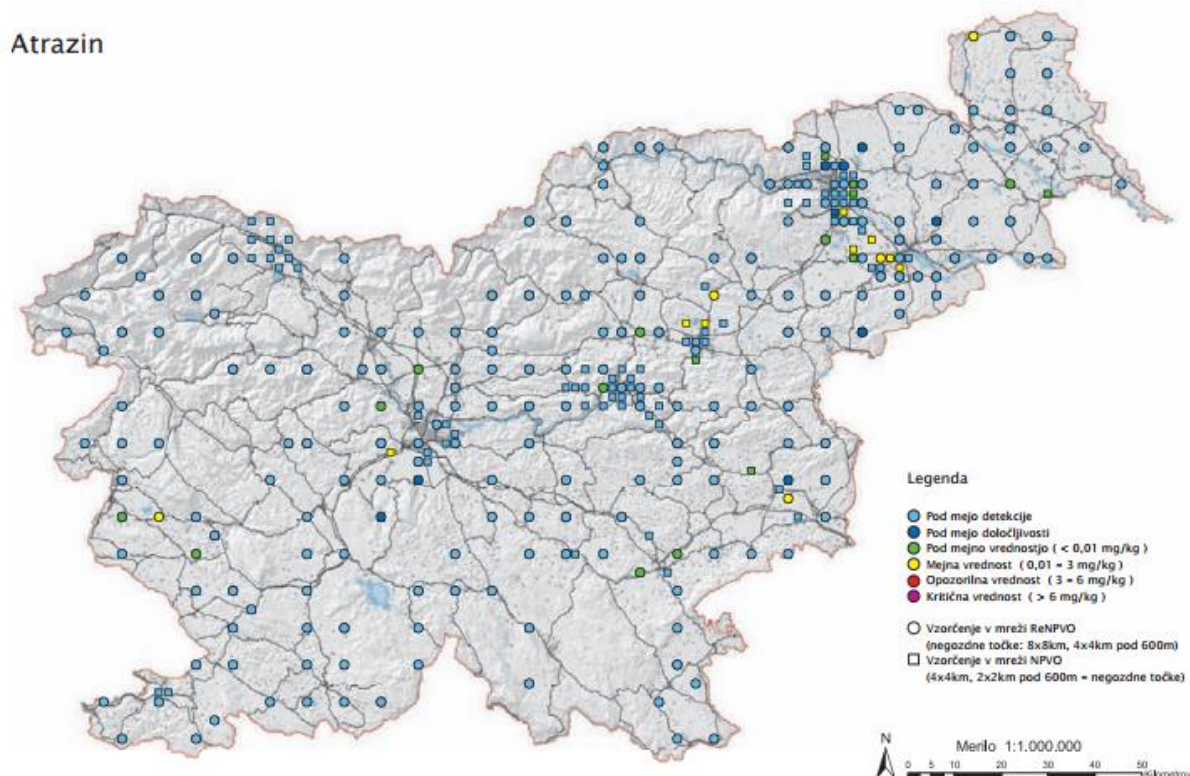 Atrazin
Legenda
Pod mejo detekcije
Pod mejo določljivosti
Pod mejno vrednostjo ( < 0,01 mg/kg )
Mejna vrednost ( 0,01 - 3 mg/kg )
Opozorilna vrednost ( 3 - 6 mg/kg )
Kritična vrednost ( > 6 mg/kg )
Vzorčenje v mreži ReNPVO
(negozdne točke: 8x8km, 4x4km pod 600m)
Vzorčenje v mreži NPVO
(4x4km, 2x2km pod 600m = negozdne točke)
N
Merilo 1:1.000.000
0 5 10 20 30 40 50